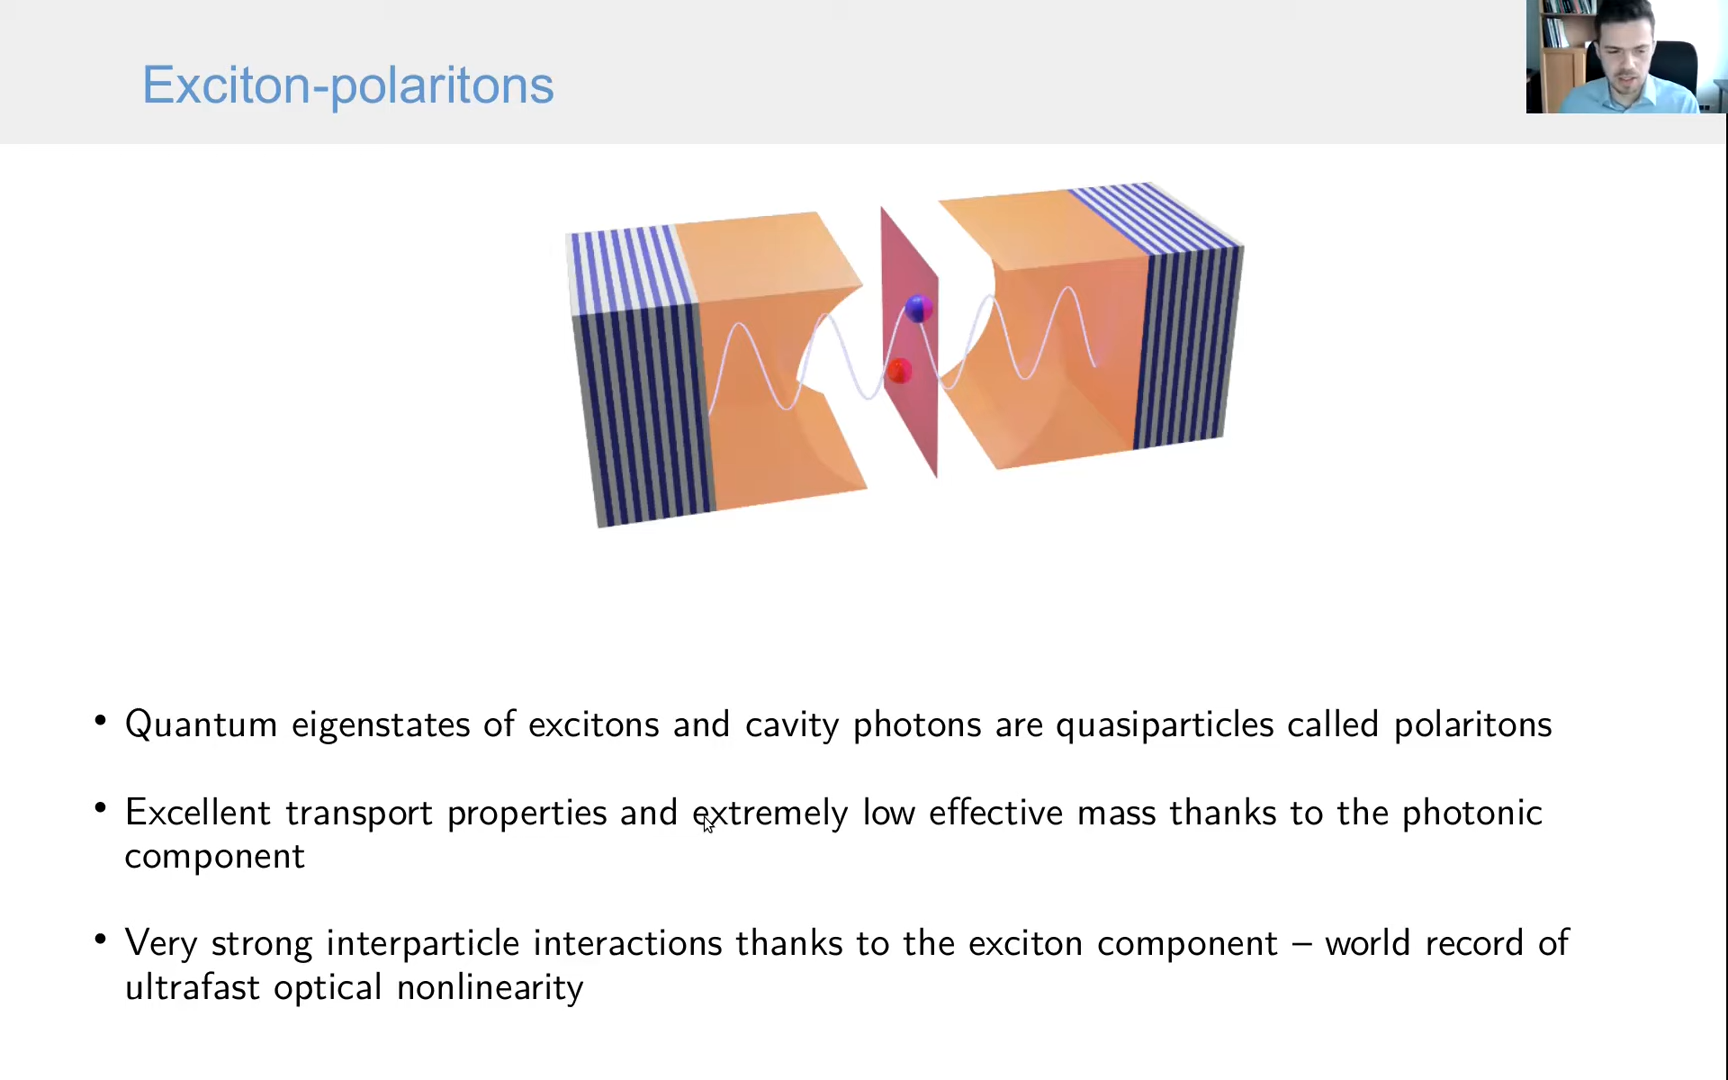 Exciton-polaritons
• Quantum eigenstates of excitons and cavity photons are quasiparticles called polaritons
• Excellent transport properties and extremely low effective mass thanks to the photonic
component
• Very strong interparticle interactions thanks to the exciton component – world record of
ultrafast optical nonlinearity